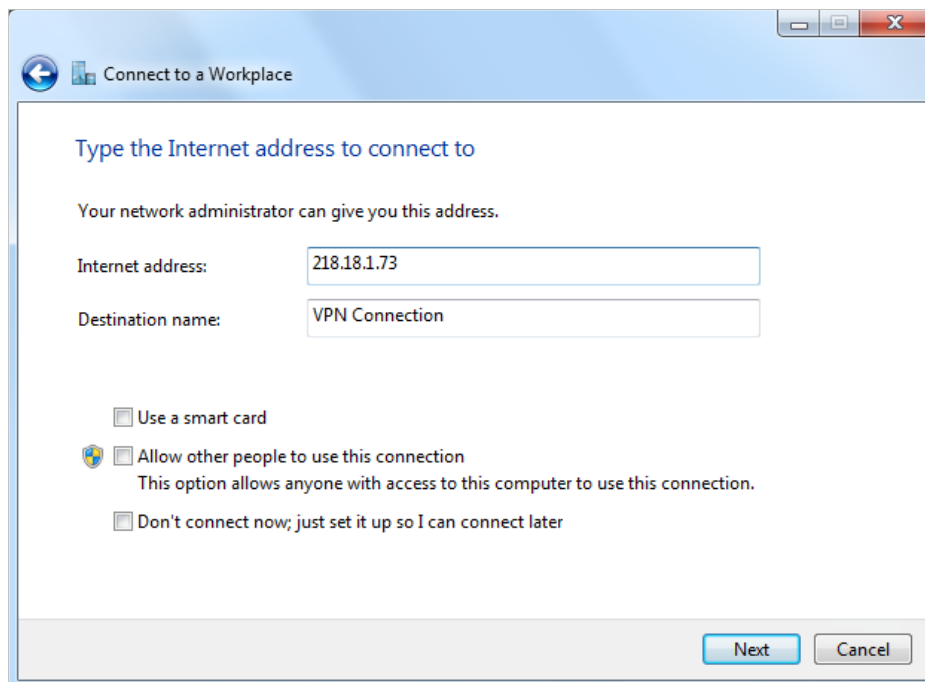 Connect to a Workplace
Type the Internet address to connect to
Your network administrator can give you this address.
Internet address: 218.18.1.73
Destination name: VPN Connection
Use a smart card
Allow other people to use this connection
This option allows anyone with access to this computer to use this connection.
Don't connect now; just set it up so I can connect later
Next Cancel